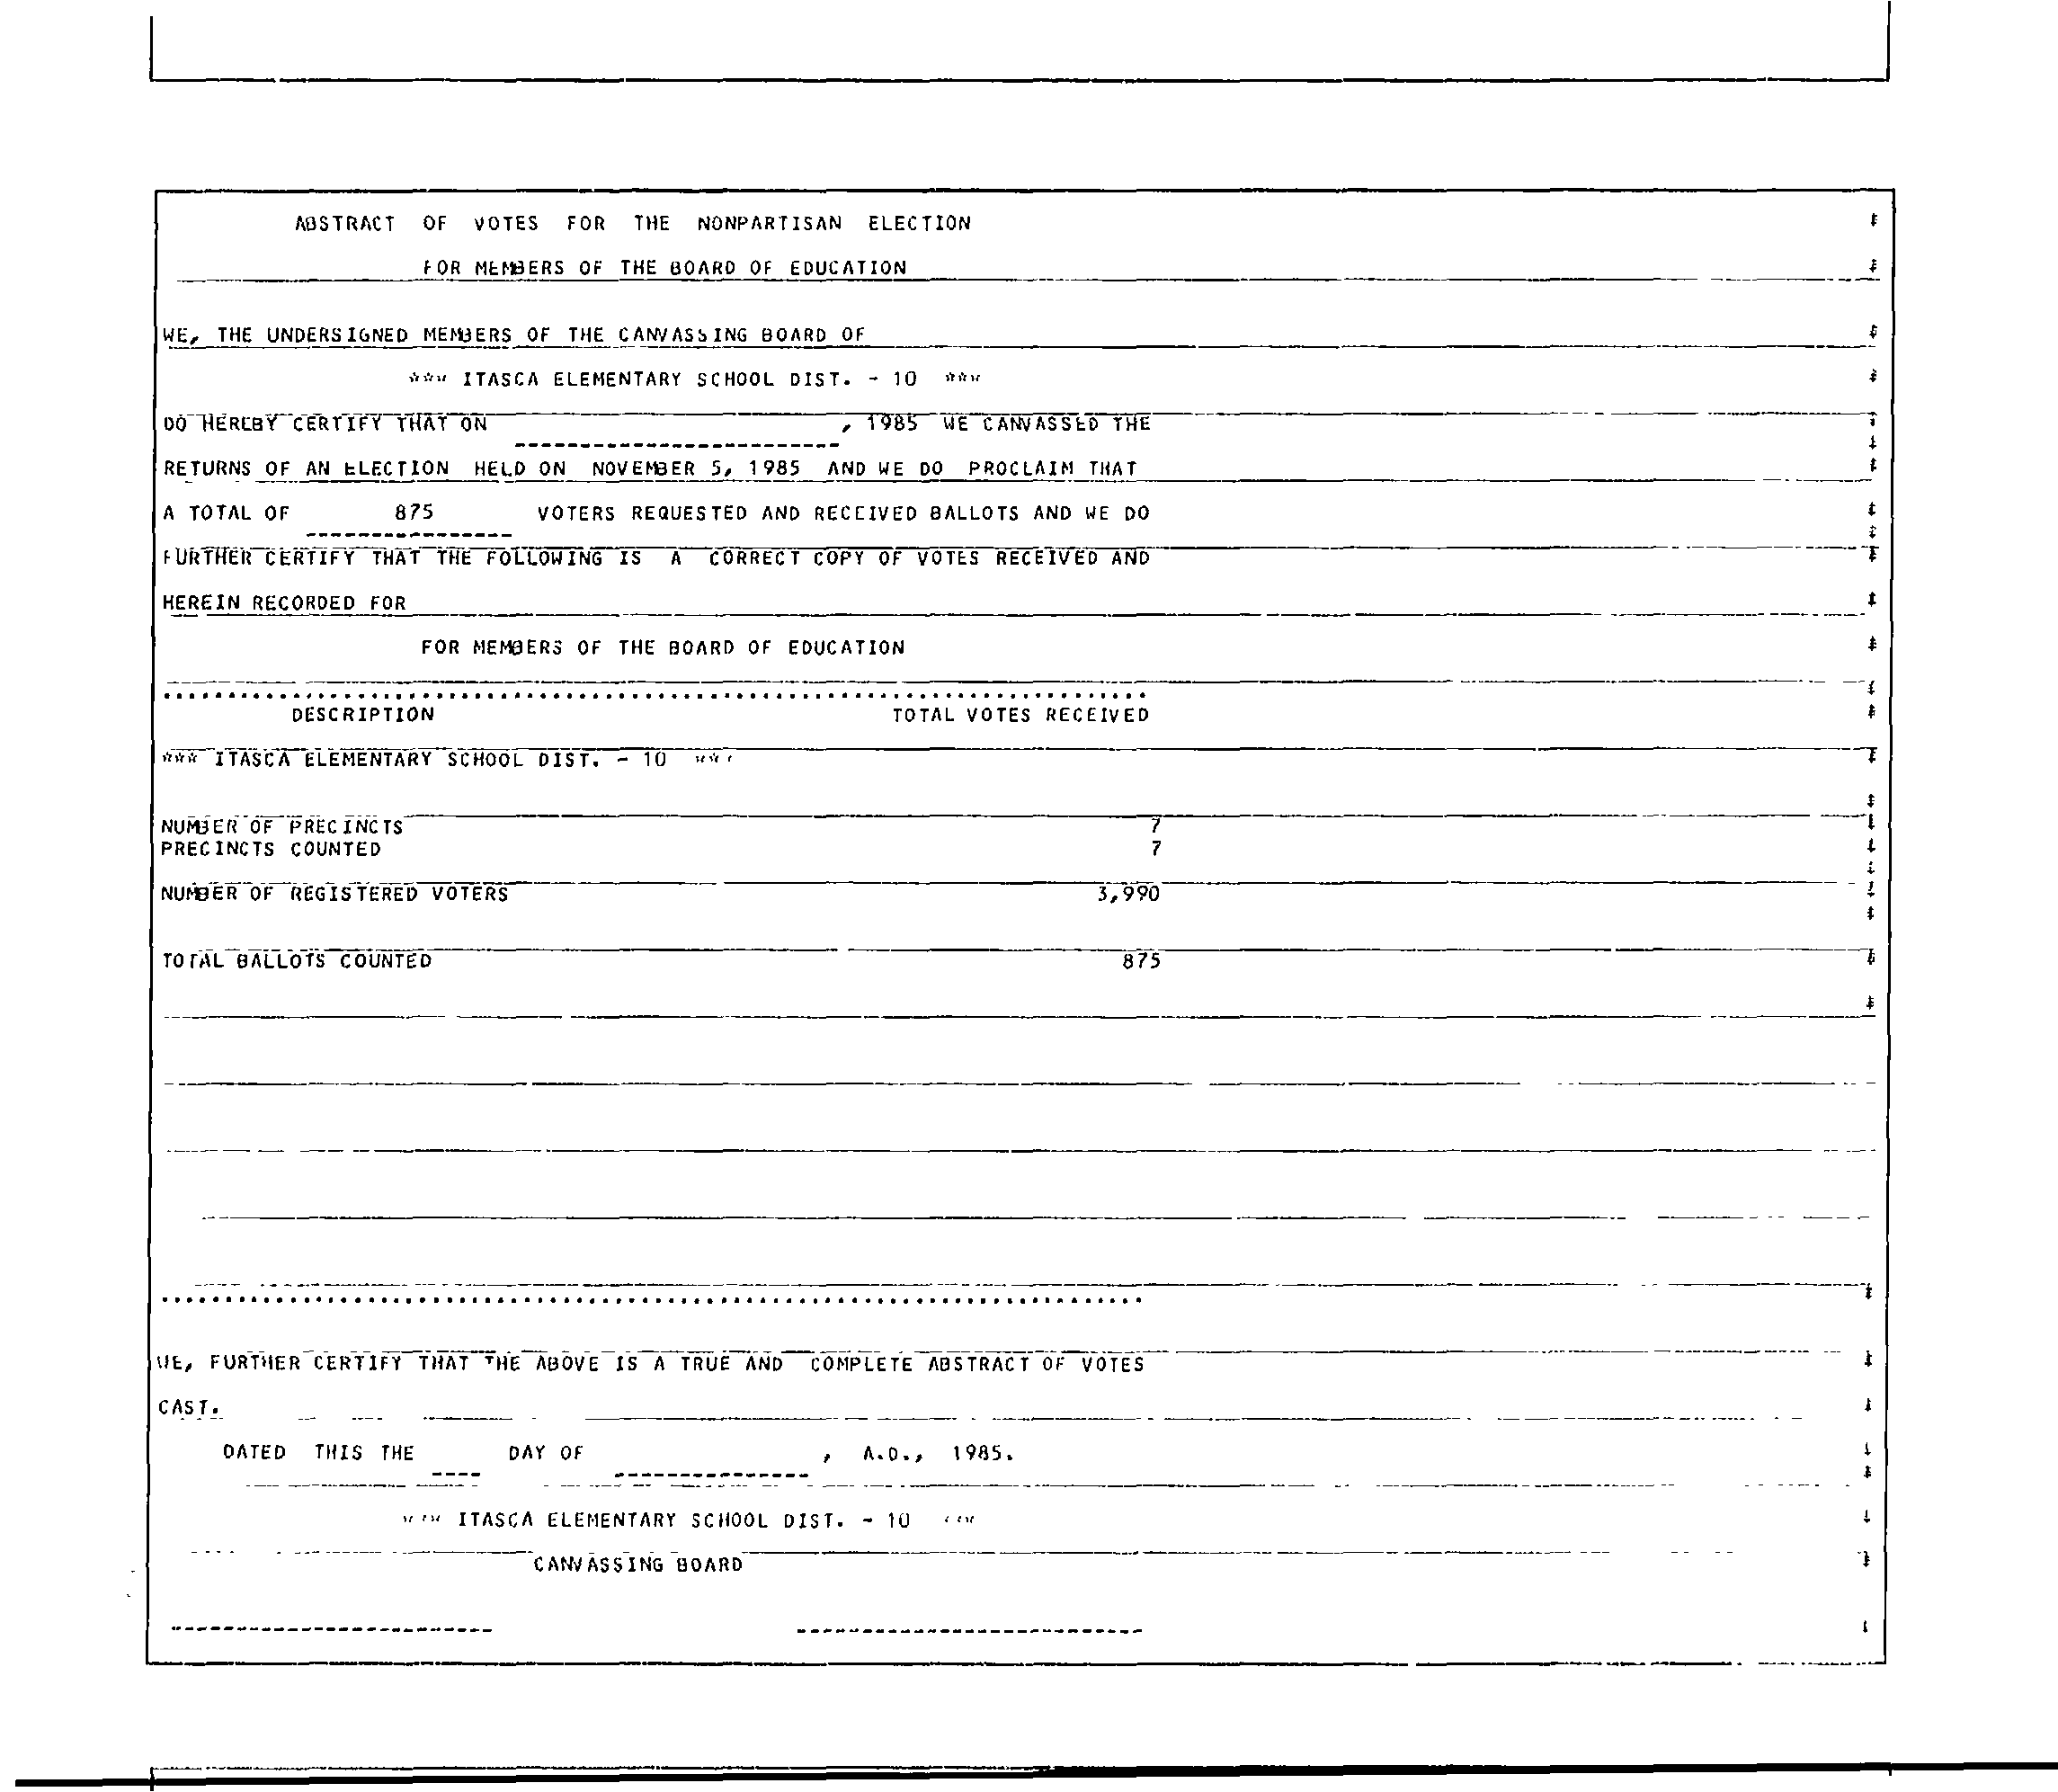 ABSTRACT OF VOTES FOR THE NONPARTISAN ELECTION
FOR MEMBERS OF THE BOARD OF EDUCATION
WE, THE UNDERSIGNED MEMBERS OF THE CANVASSING BOARD OF
*** ITASCA ELEMENTARY SCHOOL DIST. - 10 ***
DO HEREBY CERTIFY THAT ON , 1985 WE CANVASSED THE
RETURNS OF AN ELECTION HELD ON NOVEMBER 5, 1985 AND WE DO PROCLAIM THAT
A TOTAL OF 875 VOTERS REQUESTED AND RECEIVED BALLOTS AND WE DO
FURTHER CERTIFY THAT THE FOLLOWING IS A CORRECT COPY OF VOTES RECEIVED AND
HEREIN RECORDED FOR
FOR MEMBERS OF THE BOARD OF EDUCATION
DESCRIPTION TOTAL VOTES RECEIVED
*** ITASCA ELEMENTARY SCHOOL DIST. - 10 ***
NUMBER OF PRECINCTS 7
PRECINCTS COUNTED 7
NUMBER OF REGISTERED VOTERS 3,990
TOTAL BALLOTS COUNTED 875
WE, FURTHER CERTIFY THAT THE ABOVE IS A TRUE AND COMPLETE ABSTRACT OF VOTES
CAST.
DATED THIS THE ---- DAY OF , A.D., 1985.
*** ITASCA ELEMENTARY SCHOOL DIST. - 10 ***
CANVASSING BOARD